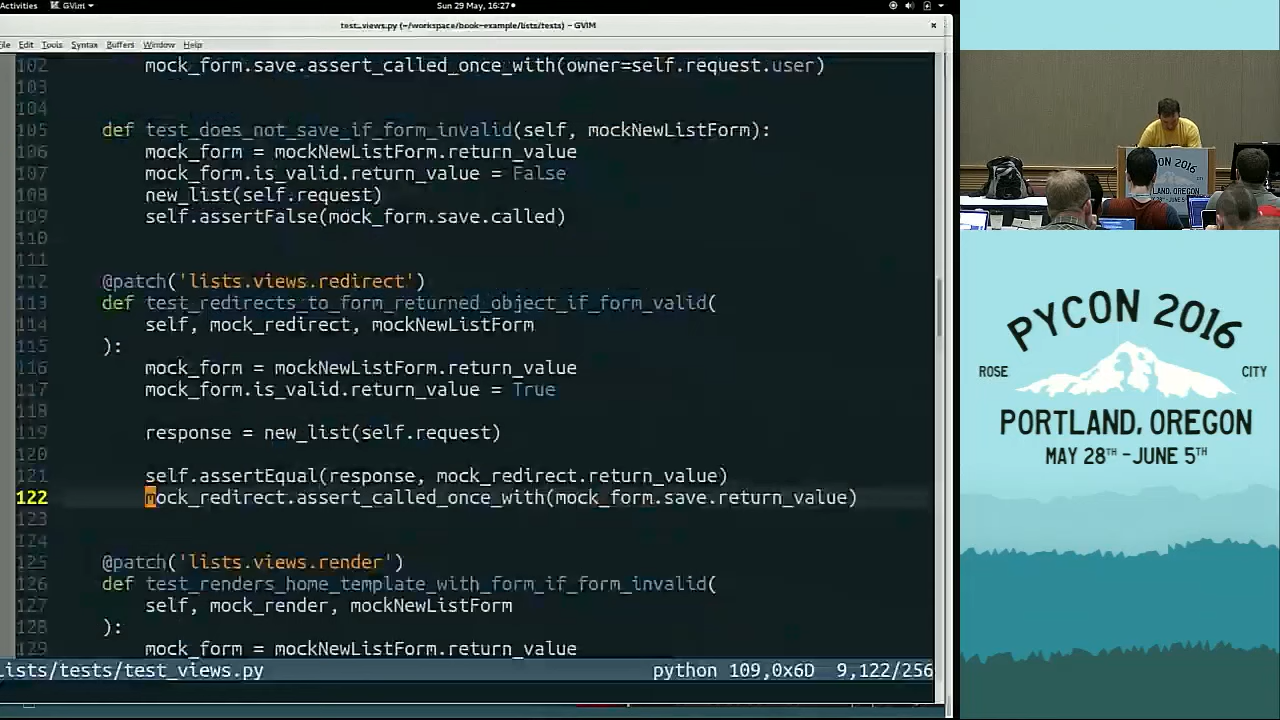 Activities GVim Sun 29 May, 16:27
test_views.py (~/workspace/book-example/lists/tests) – GVIM
File Edit Tools Syntax Buffers Window Help
102 mock_form.save.assert_called_once_with(owner=self.request.user)
103
104
105 def test_does_not_save_if_form_invalid(self, mockNewListForm):
106 mock_form = mockNewListForm.return_value
107 mock_form.is_valid.return_value = False
108 new_list(self.request)
109 self.assertFalse(mock_form.save.called)
110
111
112 @patch('lists.views.redirect')
113 def test_redirects_to_form_returned_object_if_form_valid(
114 self, mock_redirect, mockNewListForm
115 ):
116 mock_form = mockNewListForm.return_value
117 mock_form.is_valid.return_value = True
118
119 response = new_list(self.request)
120
121 self.assertEqual(response, mock_redirect.return_value)
122 mock_redirect.assert_called_once_with(mock_form.save.return_value)
123
124
125 @patch('lists.views.render')
126 def test_renders_home_template_with_form_if_form_invalid(
127 self, mock_render, mockNewListForm
128 ):
129 mock_form = mockNewListForm.return_value
lists/tests/test_views.py python 109,0x6D 9,122/256
PYCON 2016
ROSE CITY
PORTLAND, OREGON
MAY 28TH -JUNE 5TH